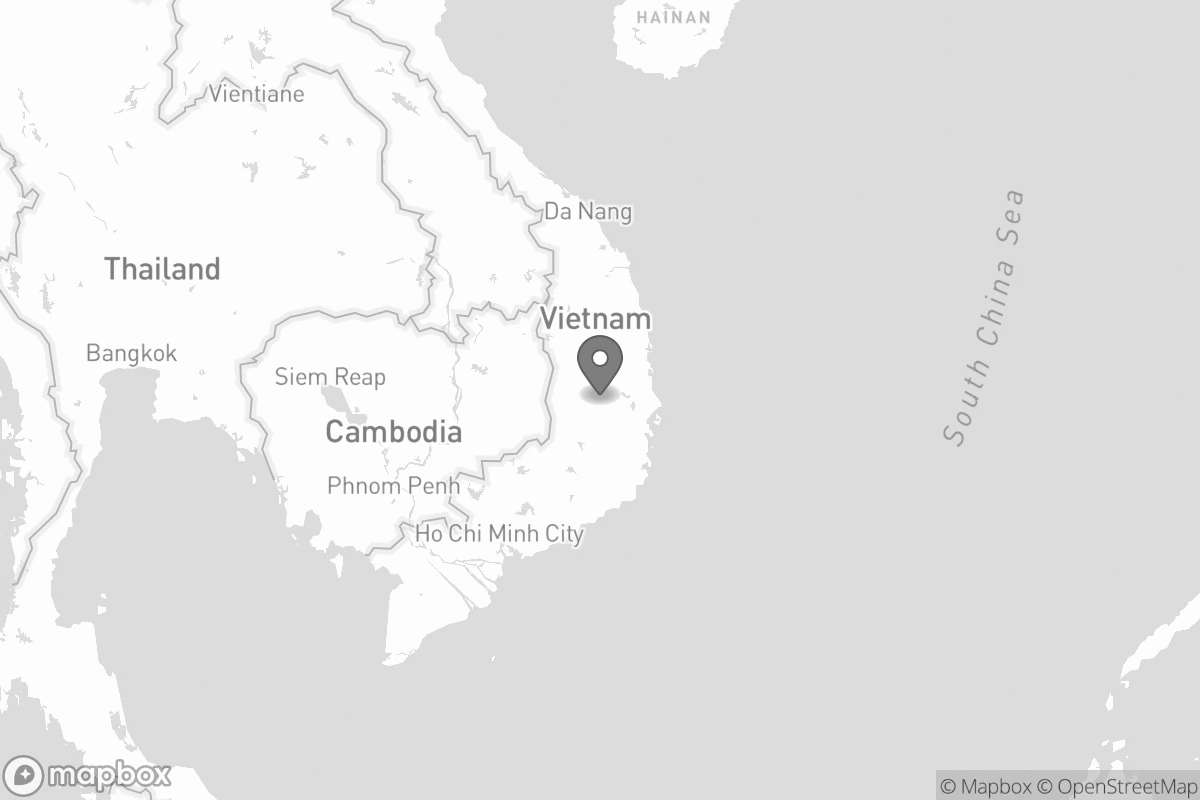 HAINAN
Vientiane
Da Nang
South China Sea
Thailand
Vietnam
Bangkok
Siem Reap
Cambodia
Phnom Penh
Ho Chi Minh City
mapbox
© Mapbox © OpenStreetMap